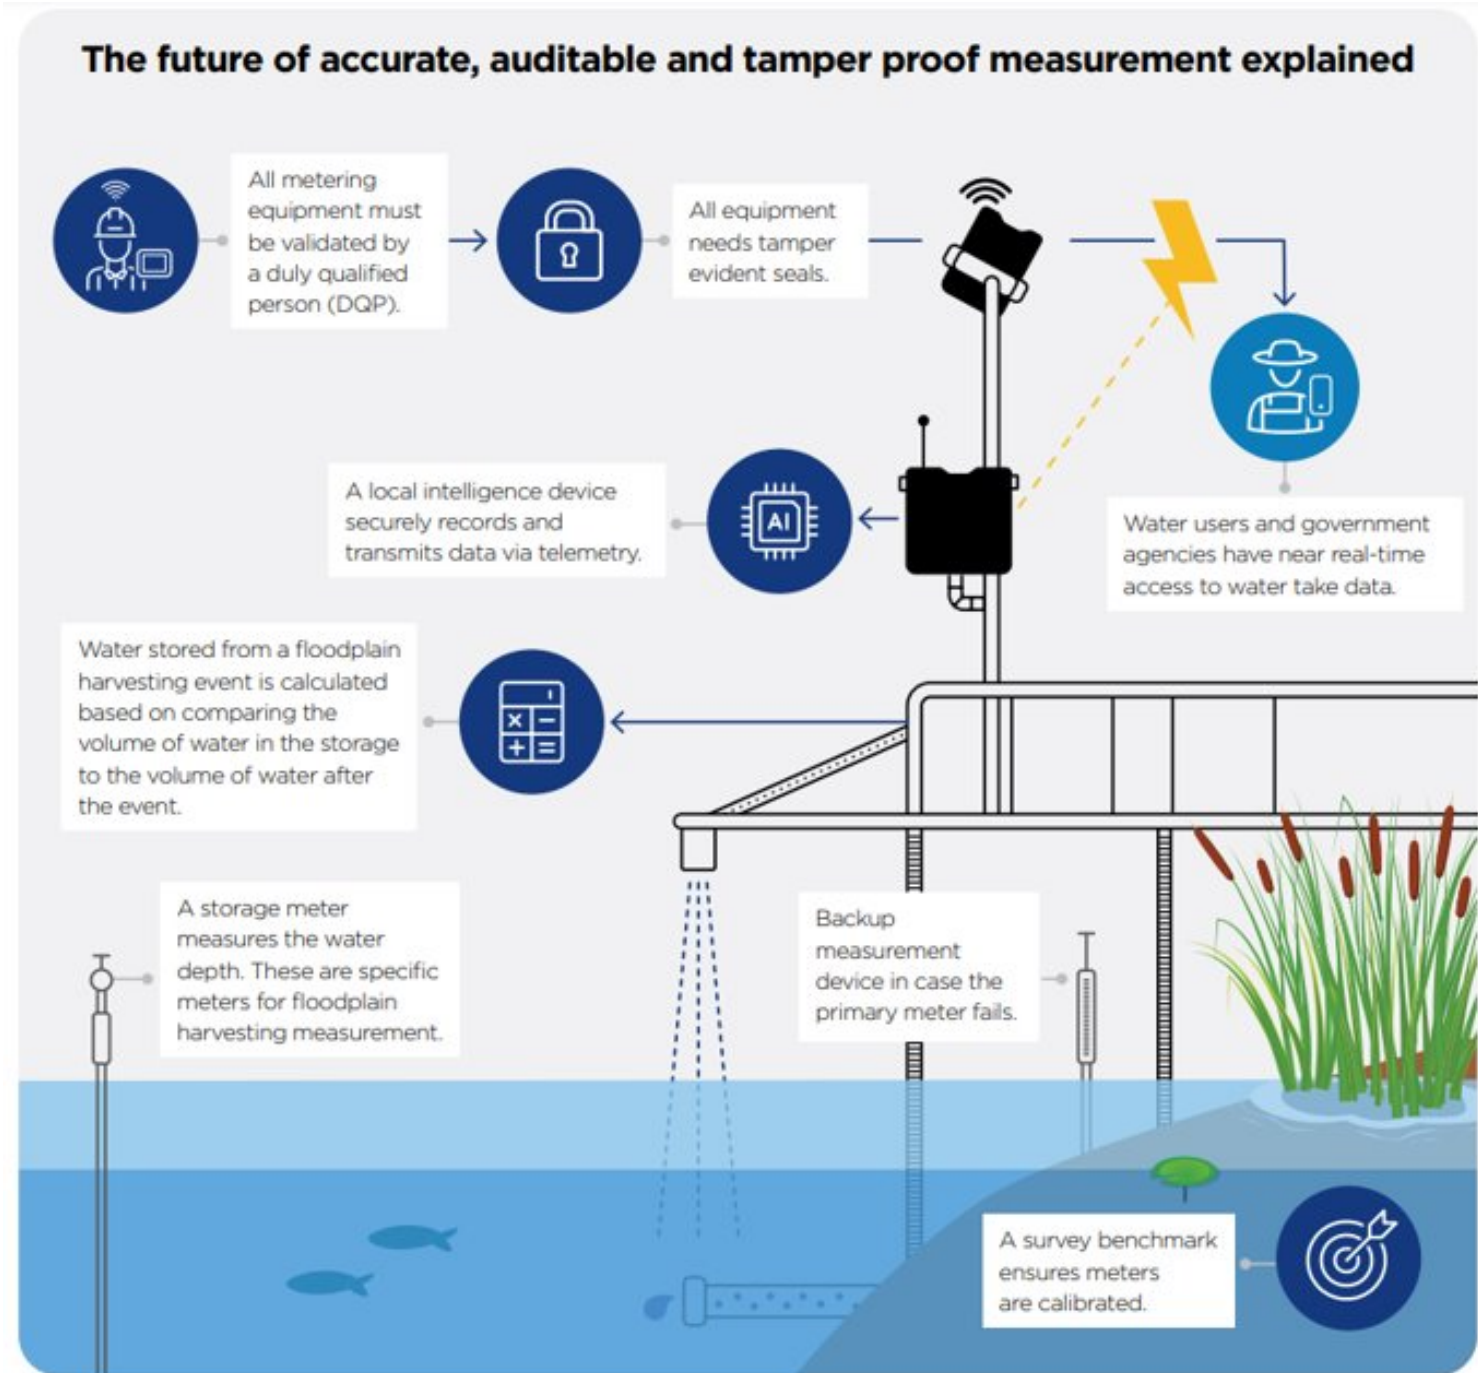 The future of accurate, auditable and tamper proof measurement explained
All metering
equipment must
be validated by
a duly qualified
person (DQP).
All equipment
needs tamper
evident seals.
A local intelligence device
securely records and
transmits data via telemetry.
AI
Water users and government
agencies have near real-time
access to water take data.
Water stored from a floodplain
harvesting event is calculated
based on comparing the
volume of water in the storage
to the volume of water after
the event.
A storage meter
measures the water
depth. These are specific
meters for floodplain
harvesting measurement.
Backup
measurement
device in case the
primary meter fails.
A survey benchmark
ensures meters
are calibrated.